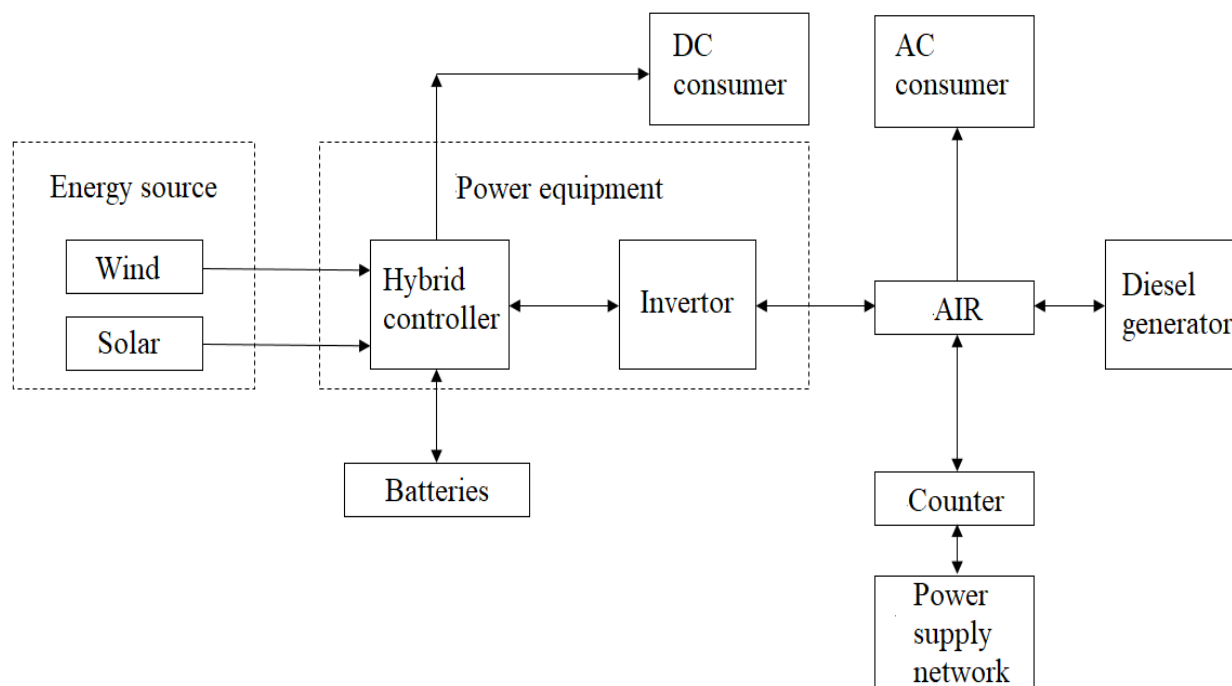 DC
consumer
AC
consumer
Energy source
Power equipment
Wind
Solar
Hybrid
controller
Invertor
AIR
Diesel
generator
Batteries
Counter
Power
supply
network